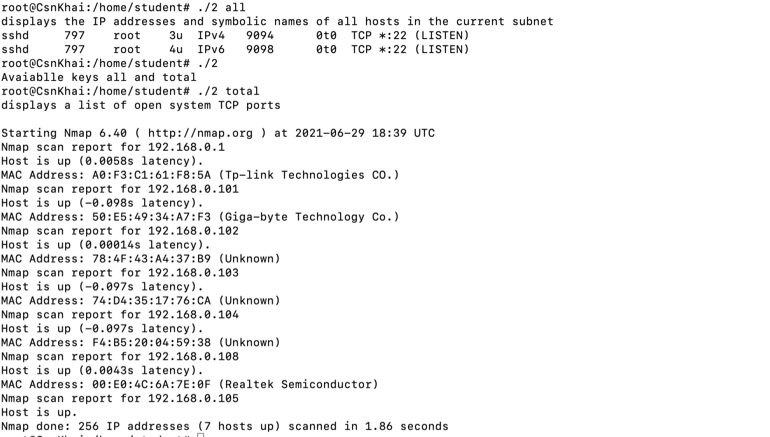 root@CsnKhai:/home/student# ./2 all
displays the IP addresses and symbolic names of all hosts in the current subnet
sshd     797    root    3u  IPv4   9094      0t0  TCP *:22 (LISTEN)
sshd     797    root    4u  IPv6   9098      0t0  TCP *:22 (LISTEN)
root@CsnKhai:/home/student# ./2
Avaiablle keys all and total
root@CsnKhai:/home/student# ./2 total
displays a list of open system TCP ports
Starting Nmap 6.40 ( http://nmap.org ) at 2021-06-29 18:39 UTC
Nmap scan report for 192.168.0.1
Host is up (0.0058s latency).
MAC Address: A0:F3:C1:61:F8:5A (Tp-link Technologies CO.)
Nmap scan report for 192.168.0.101
Host is up (-0.098s latency).
MAC Address: 50:E5:49:34:A7:F3 (Giga-byte Technology Co.)
Nmap scan report for 192.168.0.102
Host is up (0.00014s latency).
MAC Address: 78:4F:43:A4:37:B9 (Unknown)
Nmap scan report for 192.168.0.103
Host is up (-0.097s latency).
MAC Address: 74:D4:35:17:76:CA (Unknown)
Nmap scan report for 192.168.0.104
Host is up (-0.097s latency).
MAC Address: F4:B5:20:04:59:38 (Unknown)
Nmap scan report for 192.168.0.108
Host is up (0.0043s latency).
MAC Address: 00:E0:4C:6A:7E:0F (Realtek Semiconductor)
Nmap scan report for 192.168.0.105
Host is up.
Nmap done: 256 IP addresses (7 hosts up) scanned in 1.86 seconds